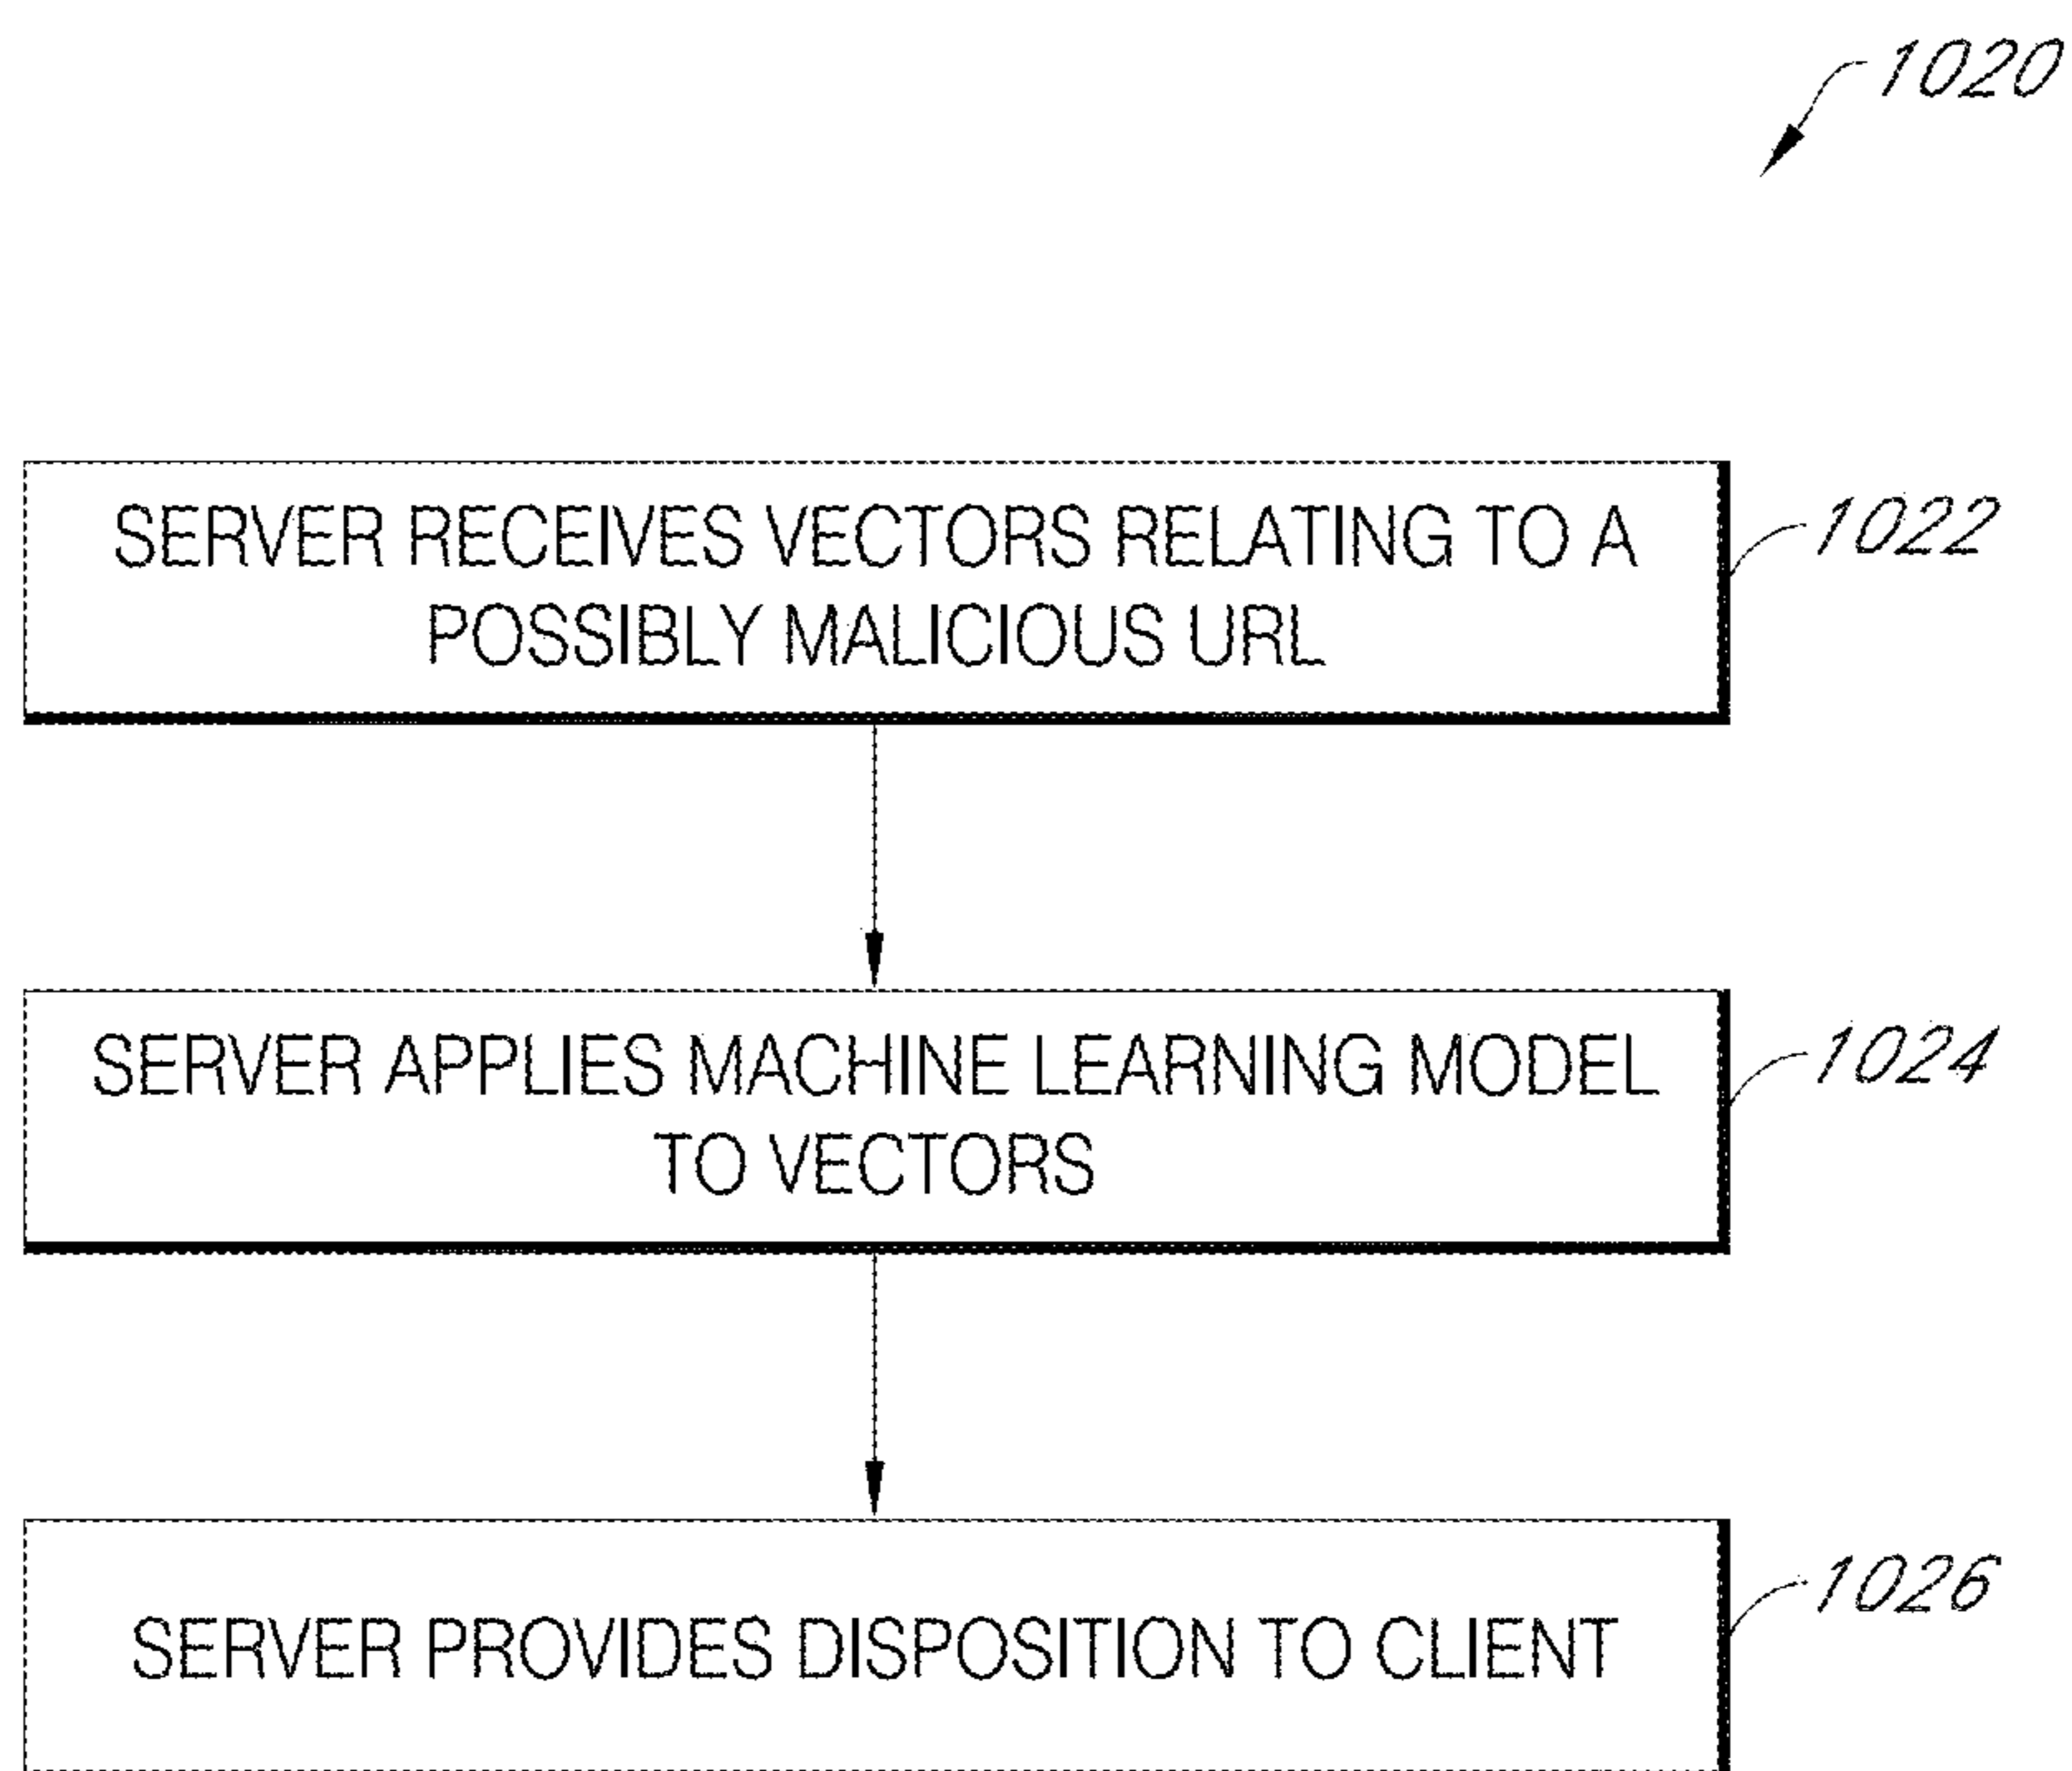 1020
SERVER RECEIVES VECTORS RELATING TO A
POSSIBLY MALICIOUS URL
1022
SERVER APPLIES MACHINE LEARNING MODEL
TO VECTORS
1024
SERVER PROVIDES DISPOSITION TO CLIENT
1026